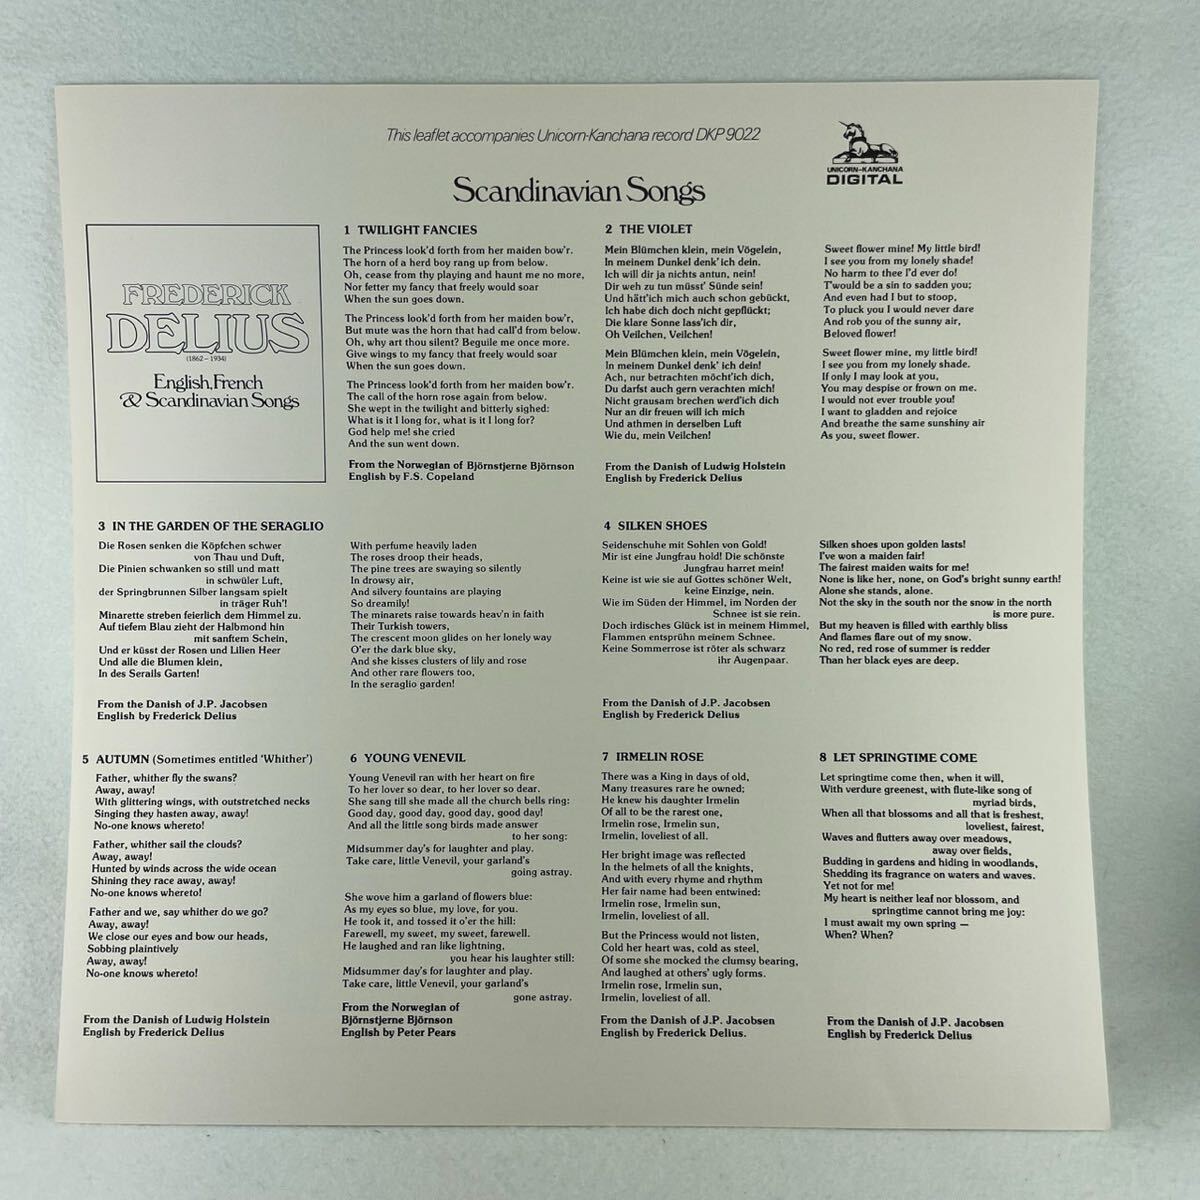 This leaflet accompanies Unicorn-Kanchana record DKP 9022
UNICORN-KANCHANA
DIGITAL
Scandinavian Songs
FREDERICK
DELIUS
(1862 – 1934)
English, French
& Scandinavian Songs
1 TWILIGHT FANCIES
The Princess look'd forth from her maiden bow'r.
The horn of a herd boy rang up from below.
Oh, cease from thy playing and haunt me no more,
Nor fetter my fancy that freely would soar
When the sun goes down.
The Princess look'd forth from her maiden bow'r,
But mute was the horn that had call'd from below.
Oh, why art thou silent? Beguile me once more.
Give wings to my fancy that freely would soar
When the sun goes down.
The Princess look'd forth from her maiden bow'r.
The call of the horn rose again from below.
She wept in the twilight and bitterly sighed:
What is it I long for, what is it I long for?
God help me! she cried
And the sun went down.
From the Norwegian of Björnstjerne Björnson
English by F.S. Copeland
2 THE VIOLET
Mein Blümchen klein, mein Vögelein,
In meinem Dunkel denk'ich dein.
Ich will dir ja nichts antun, nein!
Dir weh zu tun müsst' Sünde sein!
Und hätt'ich mich auch schon gebückt,
Ich habe dich doch nicht gepflückt;
Die klare Sonne lass'ich dir,
Oh Veilchen, Veilchen!
Mein Blümchen klein, mein Vögelein,
In meinem Dunkel denk' ich dein!
Ach, nur betrachten möcht'ich dich,
Du darfst auch gern verachten mich!
Nicht grausam brechen werd'ich dich
Nur an dir freuen will ich mich
Und athmen in derselben Luft
Wie du, mein Veilchen!
From the Danish of Ludwig Holstein
English by Frederick Delius
Sweet flower mine! My little bird!
I see you from my lonely shade!
No harm to thee I'd ever do!
T'would be a sin to sadden you;
And even had I but to stoop,
To pluck you I would never dare
And rob you of the sunny air,
Beloved flower!
Sweet flower mine, my little bird!
I see you from my lonely shade.
If only I may look at you,
You may despise or frown on me.
I would not ever trouble you!
I want to gladden and rejoice
And breathe the same sunshiny air
As you, sweet flower.
3 IN THE GARDEN OF THE SERAGLIO
Die Rosen senken die Köpfchen schwer
von Thau und Duft,
Die Pinien schwanken so still und matt
in schwüler Luft,
der Springbrunnen Silber langsam spielt
in träger Ruh'!
Minarette streben feierlich dem Himmel zu.
Auf tiefem Blau zieht der Halbmond hin
mit sanftem Schein,
Und er küsst der Rosen und Lilien Heer
Und alle die Blumen klein,
In des Serails Garten!
From the Danish of J.P. Jacobsen
English by Frederick Delius
With perfume heavily laden
The roses droop their heads,
The pine trees are swaying so silently
In drowsy air,
And silvery fountains are playing
So dreamily!
The minarets raise towards heav'n in faith
Their Turkish towers,
The crescent moon glides on her lonely way
O'er the dark blue sky,
And she kisses clusters of lily and rose
And other rare flowers too,
In the seraglio garden!
4 SILKEN SHOES
Seidenschuhe mit Sohlen von Gold!
Mir ist eine Jungfrau hold! Die schönste
Jungfrau harret mein!
Keine ist wie sie auf Gottes schöner Welt,
keine Einzige, nein.
Wie im Süden der Himmel, im Norden der
Schnee ist sie rein.
Doch irdisches Glück ist in meinem Himmel,
Flammen entsprühn meinem Schnee.
Keine Sommerrose ist röter als schwarz
ihr Augenpaar.
From the Danish of J.P. Jacobsen
English by Frederick Delius
Silken shoes upon golden lasts!
I've won a maiden fair!
The fairest maiden waits for me!
None is like her, none, on God's bright sunny earth!
Alone she stands, alone.
Not the sky in the south nor the snow in the north
is more pure.
But my heaven is filled with earthly bliss
And flames flare out of my snow.
No red, red rose of summer is redder
Than her black eyes are deep.
5 AUTUMN (Sometimes entitled 'Whither')
Father, whither fly the swans?
Away, away!
With glittering wings, with outstretched necks
Singing they hasten away, away!
No-one knows whereto!
Father, whither sail the clouds?
Away, away!
Hunted by winds across the wide ocean
Shining they race away, away!
No-one knows whereto!
Father and we, say whither do we go?
Away, away!
We close our eyes and bow our heads,
Sobbing plaintively
Away, away!
No-one knows whereto!
From the Danish of Ludwig Holstein
English by Frederick Delius
6 YOUNG VENEVIL
Young Venevil ran with her heart on fire
To her lover so dear, to her lover so dear.
She sang till she made all the church bells ring:
Good day, good day, good day, good day!
And all the little song birds made answer
to her song:
Midsummer day's for laughter and play.
Take care, little Venevil, your garland's
going astray.
She wove him a garland of flowers blue:
As my eyes so blue, my love, for you.
He took it, and tossed it o'er the hill:
Farewell, my sweet, my sweet, farewell.
He laughed and ran like lightning,
you hear his laughter still:
Midsummer day's for laughter and play.
Take care, little Venevil, your garland's
gone astray.
From the Norwegian of
Björnstjerne Björnson
English by Peter Pears
7 IRMELIN ROSE
There was a King in days of old,
Many treasures rare he owned;
He knew his daughter Irmelin
Of all to be the rarest one,
Irmelin rose, Irmelin sun,
Irmelin, loveliest of all.
Her bright image was reflected
In the helmets of all the knights,
And with every rhyme and rhythm
Her fair name had been entwined:
Irmelin rose, Irmelin sun,
Irmelin, loveliest of all.
But the Princess would not listen,
Cold her heart was, cold as steel,
Of some she mocked the clumsy bearing,
And laughed at others' ugly forms.
Irmelin rose, Irmelin sun,
Irmelin, loveliest of all.
From the Danish of J.P. Jacobsen
English by Frederick Delius.
8 LET SPRINGTIME COME
Let springtime come then, when it will,
With verdure greenest, with flute-like song of
myriad birds,
When all that blossoms and all that is freshest,
loveliest, fairest,
Waves and flutters away over meadows,
away over fields,
Budding in gardens and hiding in woodlands,
Shedding its fragrance on waters and waves.
Yet not for me!
My heart is neither leaf nor blossom, and
springtime cannot bring me joy:
I must await my own spring —
When? When?
From the Danish of J.P. Jacobsen
English by Frederick Delius